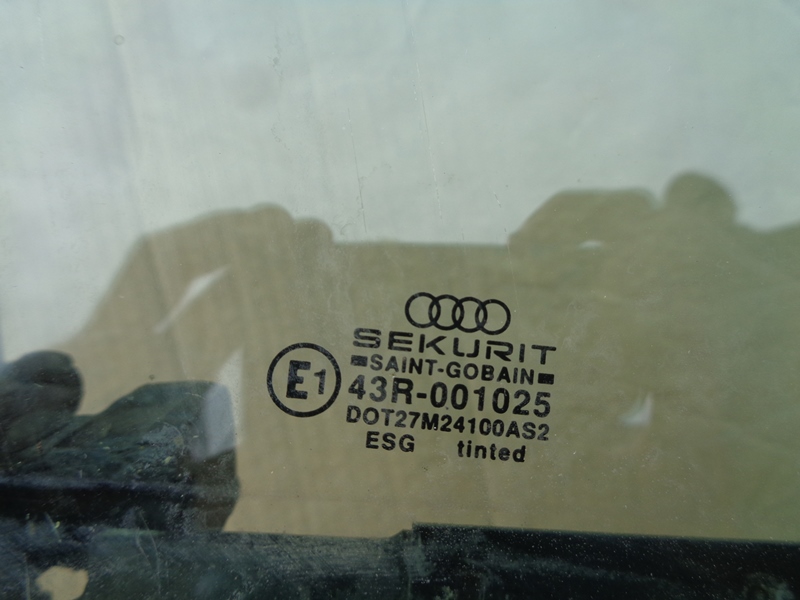 SEKURIT
SAINT-GOBAIN
E1
43R-001025
DOT27M24100AS2
ESG tinted